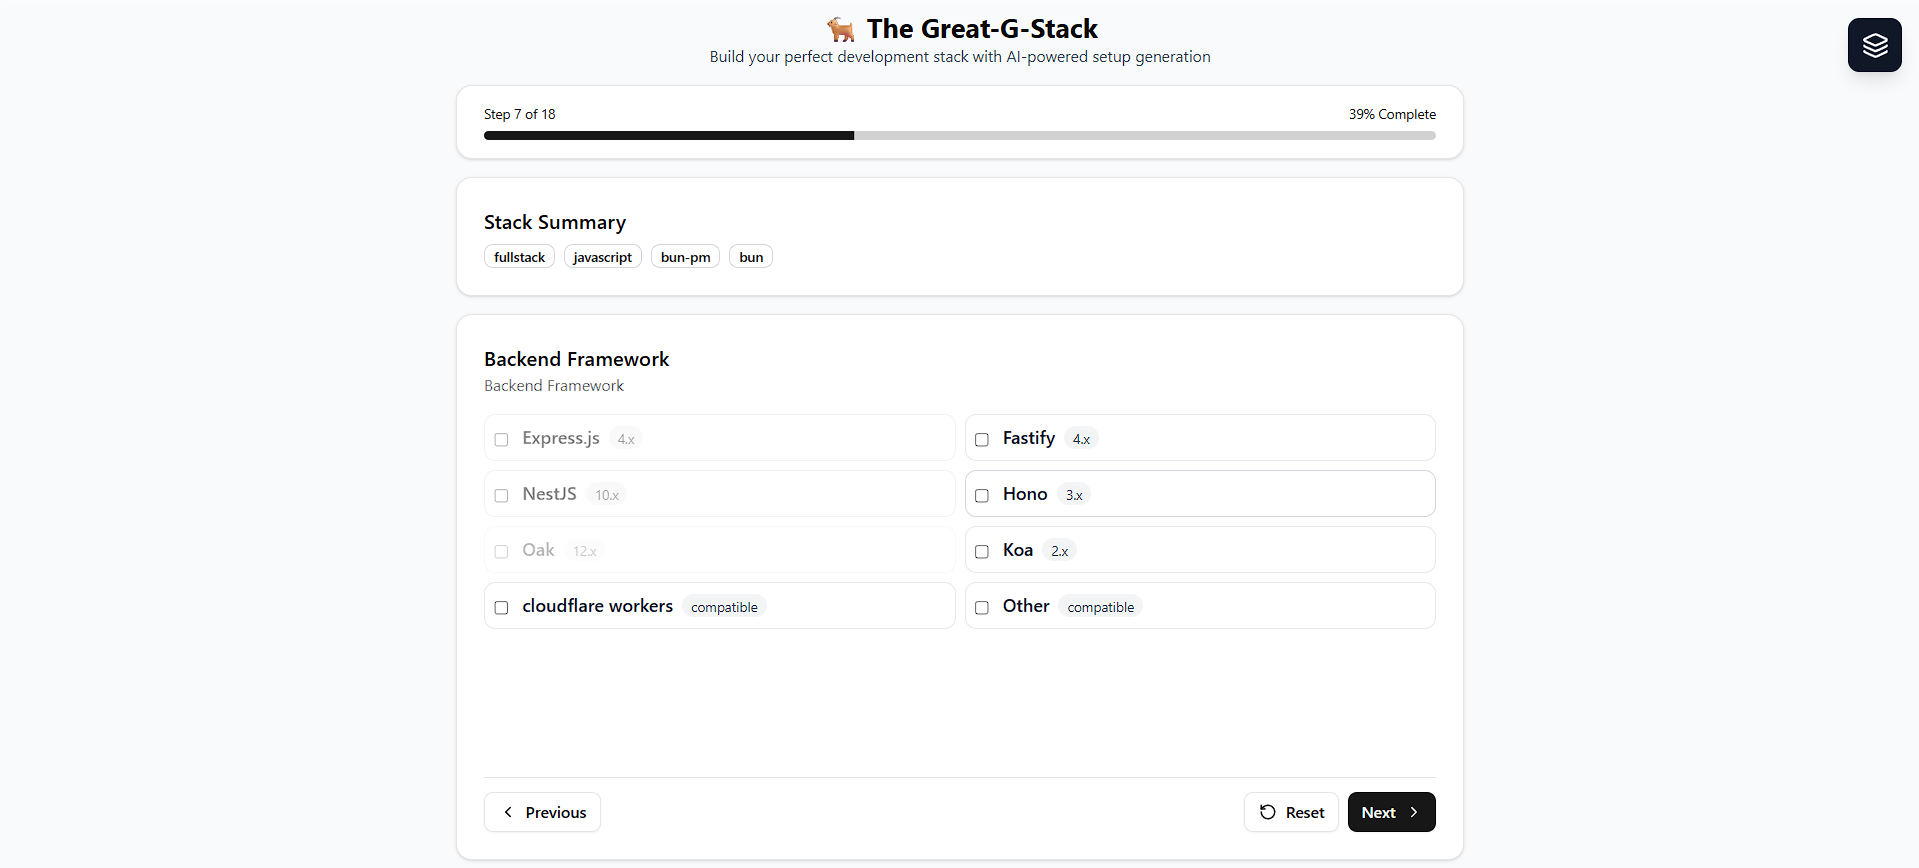 The Great-G-Stack
Build your perfect development stack with AI-powered setup generation
Step 7 of 18
39% Complete
Stack Summary
fullstack
javascript
bun-pm
bun
Backend Framework
Backend Framework
Express.js 4.x
Fastify 4.x
NestJS 10.x
Hono 3.x
Oak 12.x
Koa 2.x
cloudflare workers compatible
Other compatible
Previous
Reset
Next